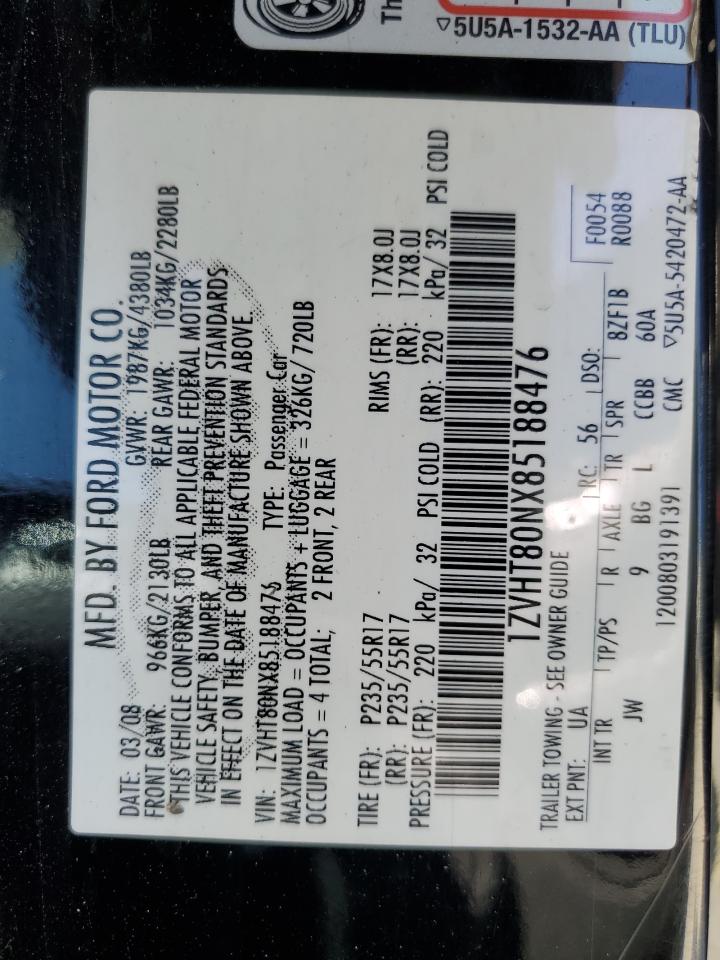 Th
▽5U5A-1532-AA (TLU)
MFD. BY FORD MOTOR CO.
DATE: 03/08 GVWR: 1987KG/4380LB
FRONT GAWR: 966KG/2130LB REAR GAWR: 1034KG/2280LB
THIS VEHICLE CONFORMS TO ALL APPLICABLE FEDERAL MOTOR
VEHICLE SAFETY, BUMPER, AND THEFT PREVENTION STANDARDS
IN EFFECT ON THE DATE OF MANUFACTURE SHOWN ABOVE.
VIN: 1ZVHT80NX85188476 TYPE: Passenger Car
MAXIMUM LOAD = OCCUPANTS + LUGGAGE = 326KG/720LB
OCCUPANTS = 4 TOTAL; 2 FRONT, 2 REAR
TIRE (FR): P235/55R17 RIMS (FR): 17X8.0J
(RR): P235/55R17 (RR): 17X8.0J
PRESSURE (FR): 220 kPa/ 32 PSI COLD (RR): 220 kPa/ 32 PSI COLD
1ZVHT80NX85188476
TRAILER TOWING - SEE OWNER GUIDE
EXT PNT: UA RC: 56 DSO: F0054
R0088
INT TR TP/PS R AXLE TR SPR 8ZF1B
JW 9 BG L CCBB 60A
1200803191391 CMC ▽5U5A-5420472-AA